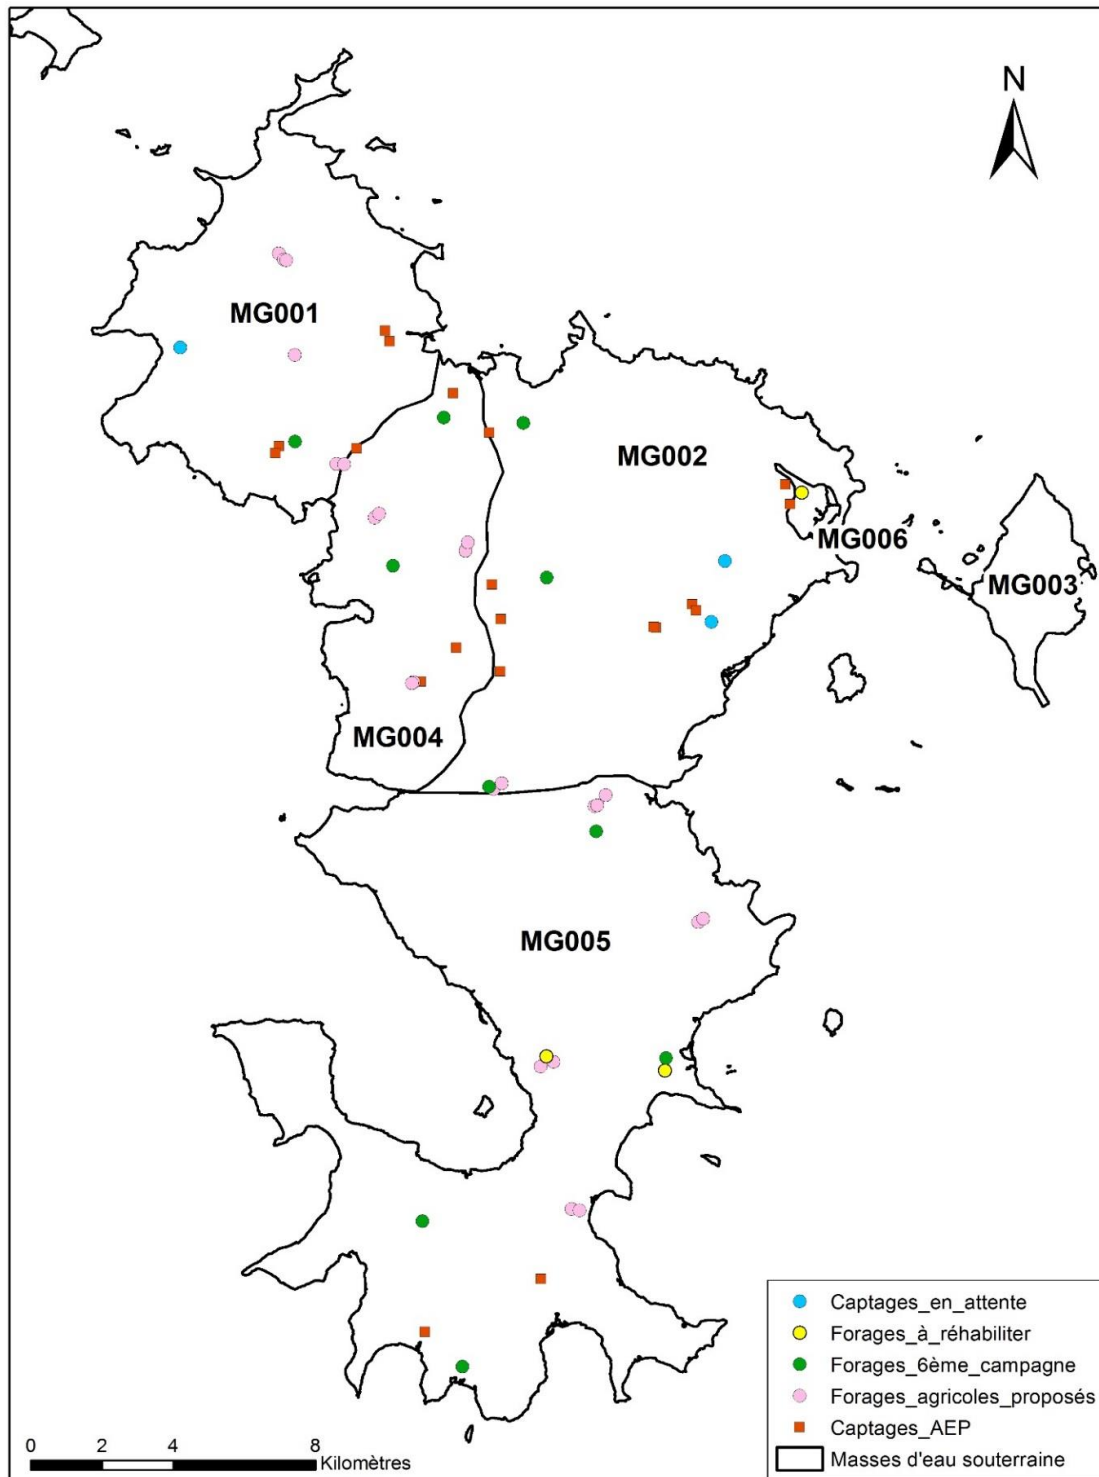 N
MG001
MG002
MG006
MG003
MG004
MG005
Captages_en_attente
Forages_à_réhabiliter
Forages_6ème_campagne
Forages_agricoles_proposés
Captages_AEP
Masses d'eau souterraine
0 2 4 8
Kilomètres